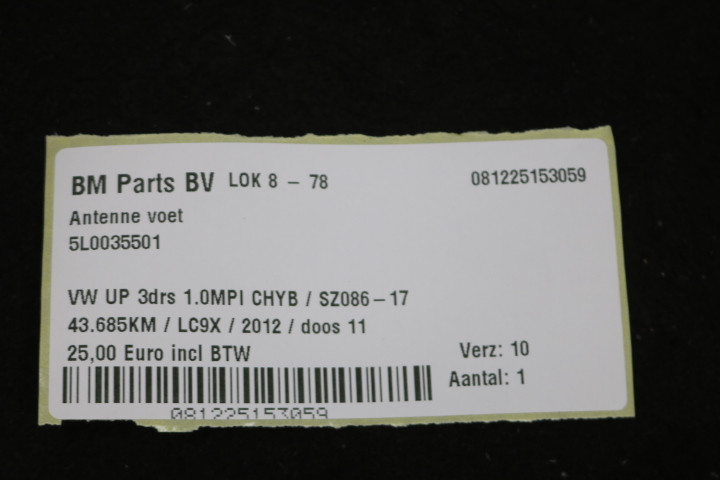 BM Parts BV LOK 8 – 78 081225153059
Antenne voet
5L0035501
VW UP 3drs 1.0MPI CHYB / SZ086–17
43.685KM / LC9X / 2012 / doos 11
25,00 Euro incl BTW Verz: 10
Aantal: 1
081225153059